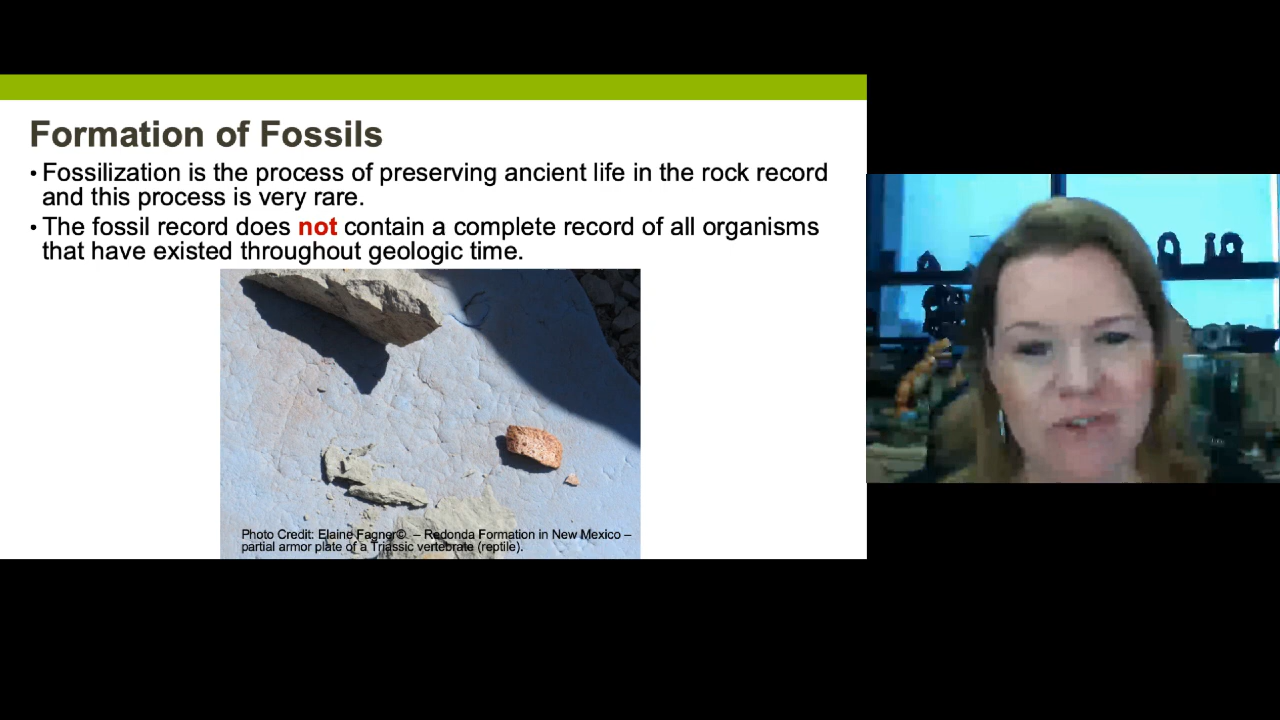 Formation of Fossils
• Fossilization is the process of preserving ancient life in the rock record
and this process is very rare.
• The fossil record does not contain a complete record of all organisms
that have existed throughout geologic time.
Photo Credit: Elaine Fagner© – Redonda Formation in New Mexico –
partial armor plate of a Triassic vertebrate (reptile).